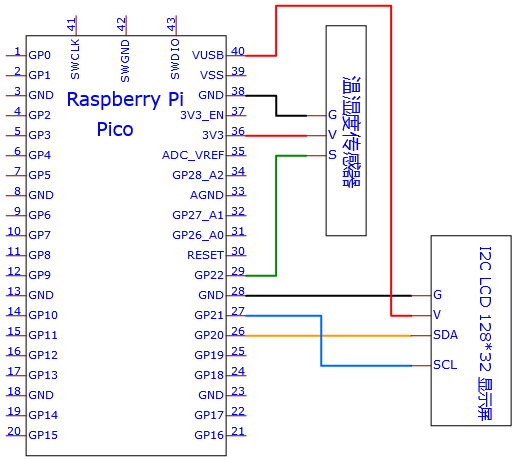 41
42
43
SWCLK
SWGND
SWDIO
Raspberry Pi
Pico
1 GP0
2 GP1
3 GND
4 GP2
5 GP3
6 GP4
7 GP5
8 GND
9 GP6
10 GP7
11 GP8
12 GP9
13 GND
14 GP10
15 GP11
16 GP12
17 GP13
18 GND
19 GP14
20 GP15
VUSB 40
VSS 39
GND 38
3V3_EN 37
3V3 36
ADC_VREF 35
GP28_A2 34
AGND 33
GP27_A1 32
GP26_A0 31
RESET 30
GP22 29
GND 28
GP21 27
GP20 26
GP19 25
GP18 24
GND 23
GP17 22
GP16 21
G
V
S
温湿度传感器
G
V
SDA
SCL
I2C LCD 128*32 显示屏